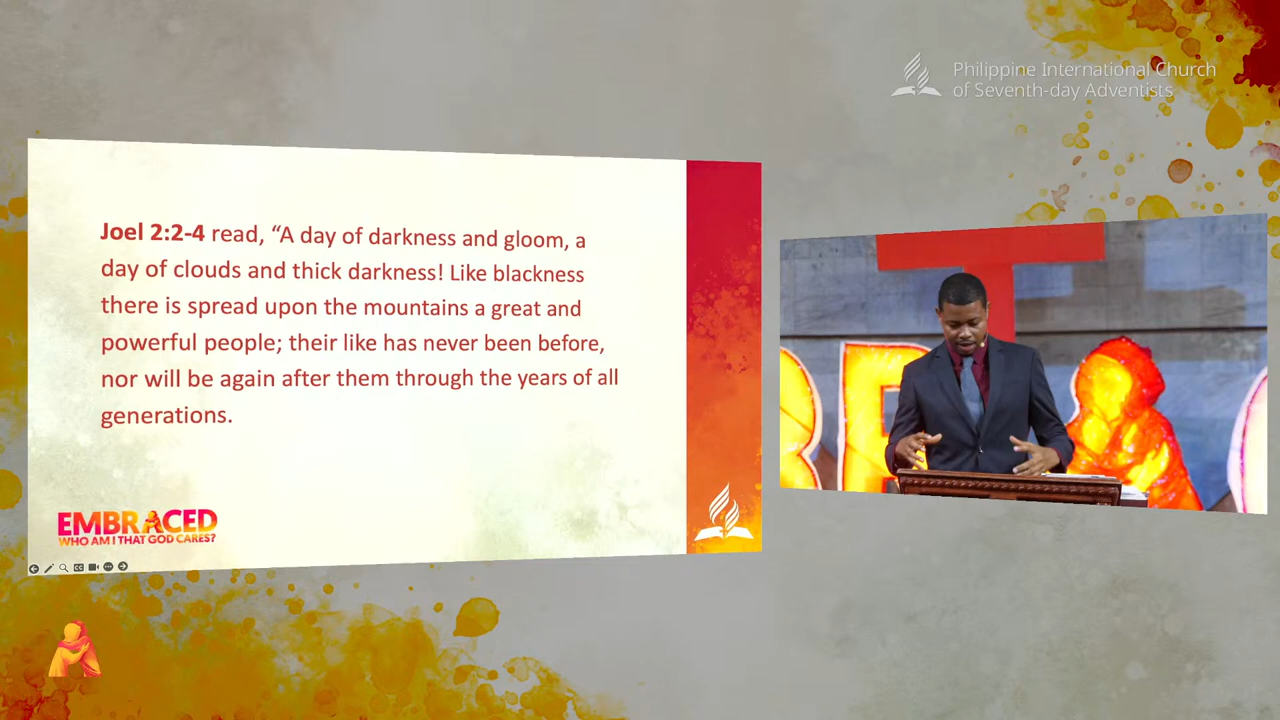 Philippine International Church
of Seventh-day Adventists
Joel 2:2-4 read, “A day of darkness and gloom, a
day of clouds and thick darkness! Like blackness
there is spread upon the mountains a great and
powerful people; their like has never been before,
nor will be again after them through the years of all
generations.
EMBRACED
WHO AM I THAT GOD CARES?